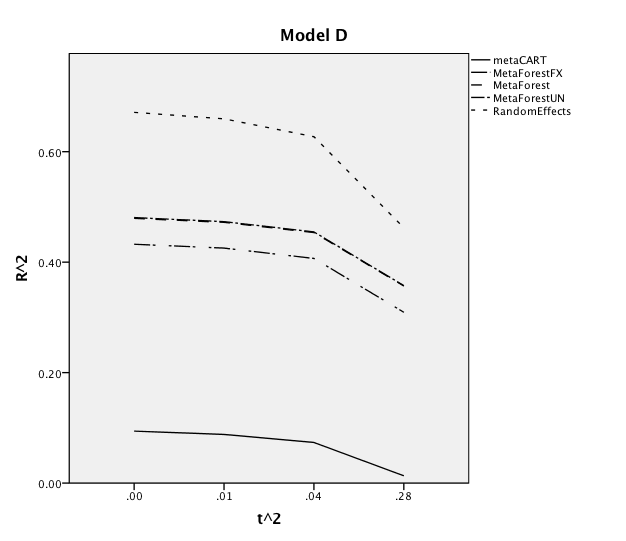 Model D
metaCART
MetaForestFX
MetaForest
MetaForestUN
RandomEffects
R^2
0.60
0.40
0.20
0.00
.00 .01 .04 .28
t^2